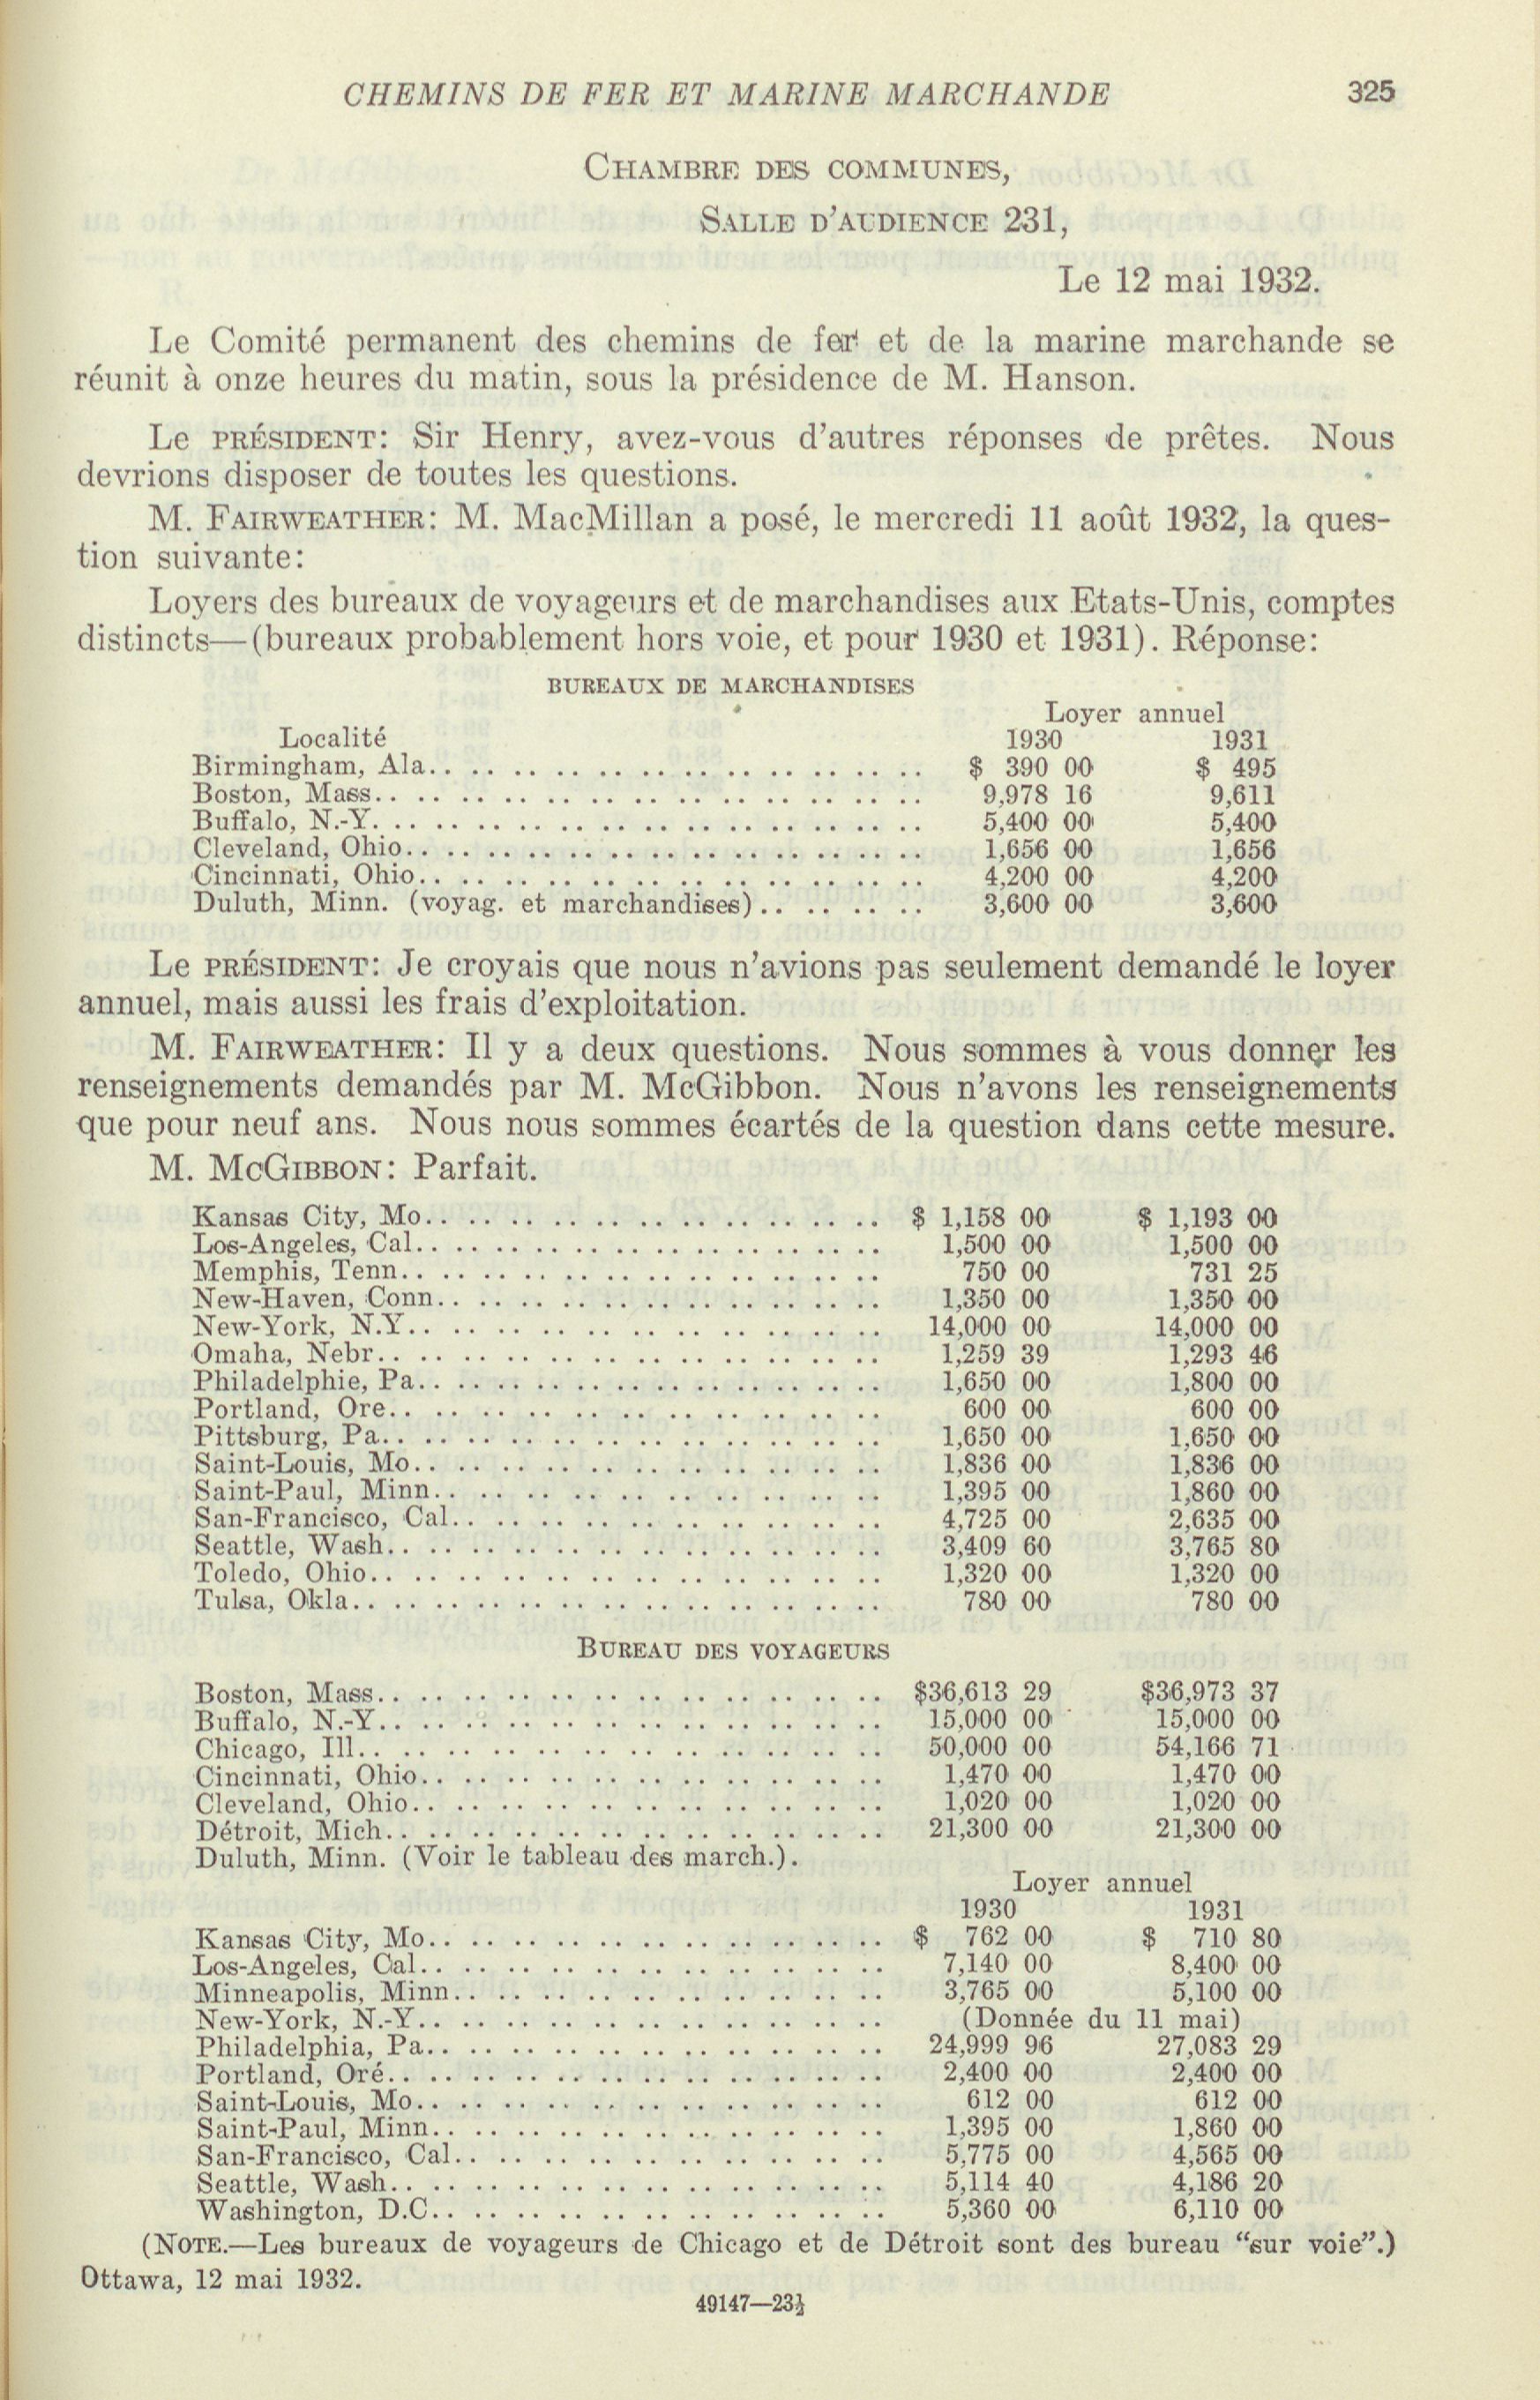 CHEMINS DE FER ET MARINE MARCHANDE 325
CHAMBRE DES COMMUNES,
SALLE D'AUDIENCE 231,
Le 12 mai 1932.
Le Comité permanent des chemins de fer et de la marine marchande se
réunit à onze heures du matin, sous la présidence de M. Hanson.
Le PRÉSIDENT: Sir Henry, avez-vous d'autres réponses de prêtes. Nous
devrions disposer de toutes les questions.
M. FAIRWEATHER: M. MacMillan a posé, le mercredi 11 août 1932, la ques-
tion suivante:
Loyers des bureaux de voyageurs et de marchandises aux Etats-Unis, comptes
distincts—(bureaux probablement hors voie, et pour 1930 et 1931). Réponse:
BUREAUX DE MARCHANDISES
Loyer annuel
Localité 1930 1931
Birmingham, Ala. . . . . . . . . . $ 390 00 $ 495
Boston, Mass. . . . . . . . . . 9,978 16 9,611
Buffalo, N.-Y. . . . . . . . . . 5,400 00 5,400
Cleveland, Ohio. . . . . . . . . . 1,656 00 1,656
Cincinnati, Ohio. . . . . . . . . . 4,200 00 4,200
Duluth, Minn. (voyag. et marchandises) . . . . . . . . 3,600 00 3,600
Le PRÉSIDENT: Je croyais que nous n'avions pas seulement demandé le loyer
annuel, mais aussi les frais d'exploitation.
M. FAIRWEATHER: Il y a deux questions. Nous sommes à vous donner les
renseignements demandés par M. McGibbon. Nous n'avons les renseignements
que pour neuf ans. Nous nous sommes écartés de la question dans cette mesure.
M. McGIBBON: Parfait.
Kansas City, Mo. . . . . . . . . . $ 1,158 00 $ 1,193 00
Los-Angeles, Cal. . . . . . . . . . 1,500 00 1,500 00
Memphis, Tenn. . . . . . . . . . 750 00 731 25
New-Haven, Conn. . . . . . . . . . 1,350 00 1,350 00
New-York, N.Y. . . . . . . . . . 14,000 00 14,000 00
Omaha, Nebr. . . . . . . . . . 1,259 39 1,293 46
Philadelphie, Pa. . . . . . . . . . 1,650 00 1,800 00
Portland, Ore. . . . . . . . . . 600 00 600 00
Pittsburg, Pa. . . . . . . . . . 1,650 00 1,650 00
Saint-Louis, Mo. . . . . . . . . . 1,836 00 1,836 00
Saint-Paul, Minn. . . . . . . . . . 1,395 00 1,860 00
San-Francisco, Cal. . . . . . . . . . 4,725 00 2,635 00
Seattle, Wash. . . . . . . . . . 3,409 60 3,765 80
Toledo, Ohio. . . . . . . . . . 1,320 00 1,320 00
Tulsa, Okla. . . . . . . . . . 780 00 780 00
BUREAU DES VOYAGEURS
Boston, Mass. . . . . . . . . . $36,613 29 $36,973 37
Buffalo, N.-Y. . . . . . . . . . 15,000 00 15,000 00
Chicago, Ill. . . . . . . . . . 50,000 00 54,166 71
Cincinnati, Ohio. . . . . . . . . . 1,470 00 1,470 00
Cleveland, Ohio. . . . . . . . . . 1,020 00 1,020 00
Détroit, Mich. . . . . . . . . . 21,300 00 21,300 00
Duluth, Minn. (Voir le tableau des march.).
Loyer annuel
1930 1931
Kansas City, Mo. . . . . . . . . . $ 762 00 $ 710 80
Los-Angeles, Cal. . . . . . . . . . 7,140 00 8,400 00
Minneapolis, Minn. . . . . . . . . . 3,765 00 5,100 00
New-York, N.-Y. . . . . . . . . . (Donnée du 11 mai)
Philadelphia, Pa. . . . . . . . . . 24,999 96 27,083 29
Portland, Oré. . . . . . . . . . 2,400 00 2,400 00
Saint-Louis, Mo. . . . . . . . . . 612 00 612 00
Saint-Paul, Minn. . . . . . . . . . 1,395 00 1,860 00
San-Francisco, Cal. . . . . . . . . . 5,775 00 4,565 00
Seattle, Wash. . . . . . . . . . 5,114 40 4,186 20
Washington, D.C. . . . . . . . . . 5,360 00 6,110 00
(NOTE.—Les bureaux de voyageurs de Chicago et de Détroit sont des bureau "sur voie".)
Ottawa, 12 mai 1932.
49147—23½